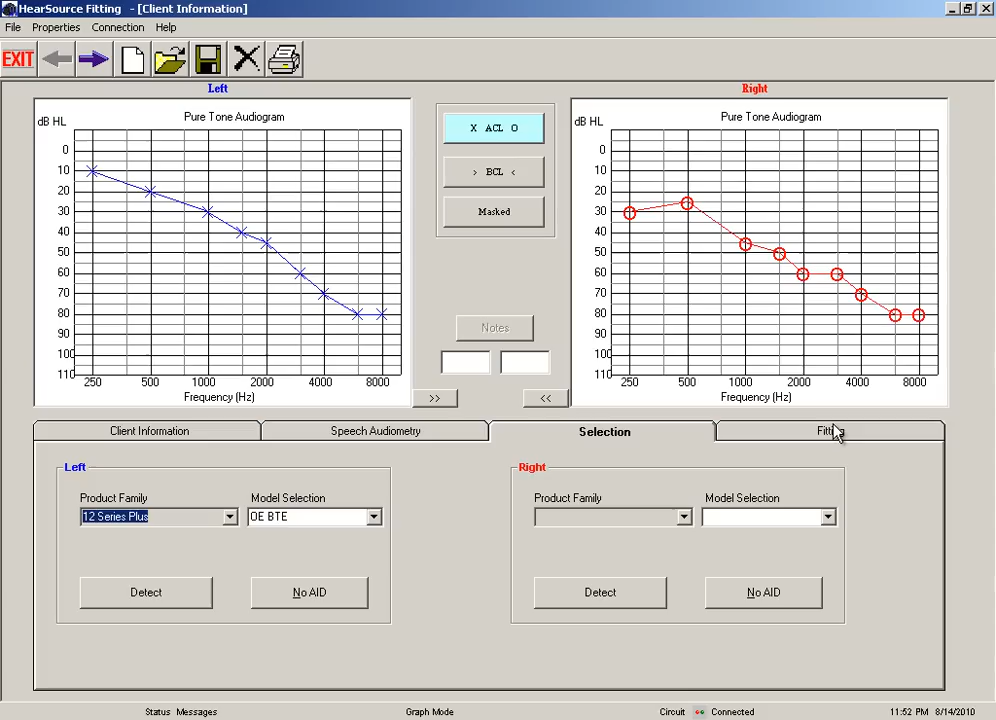 HearSource Fitting - [Client Information]
File Properties Connection Help
EXIT
Left
Right
Pure Tone Audiogram
dB HL
0
10
20
30
40
50
60
70
80
90
100
110
250 500 1000 2000 4000 8000
Frequency (Hz)
X ACL O
> BCL <
Masked
Notes
>>
<<
Pure Tone Audiogram
dB HL
0
10
20
30
40
50
60
70
80
90
100
110
250 500 1000 2000 4000 8000
Frequency (Hz)
Client Information
Speech Audiometry
Selection
Left
Product Family
Model Selection
12 Series Plus
OE BTE
Detect
No AID
Right
Product Family
Model Selection
Detect
No AID
Status Messages
Graph Mode
Circuit
Connected
11:52 PM 8/14/2010